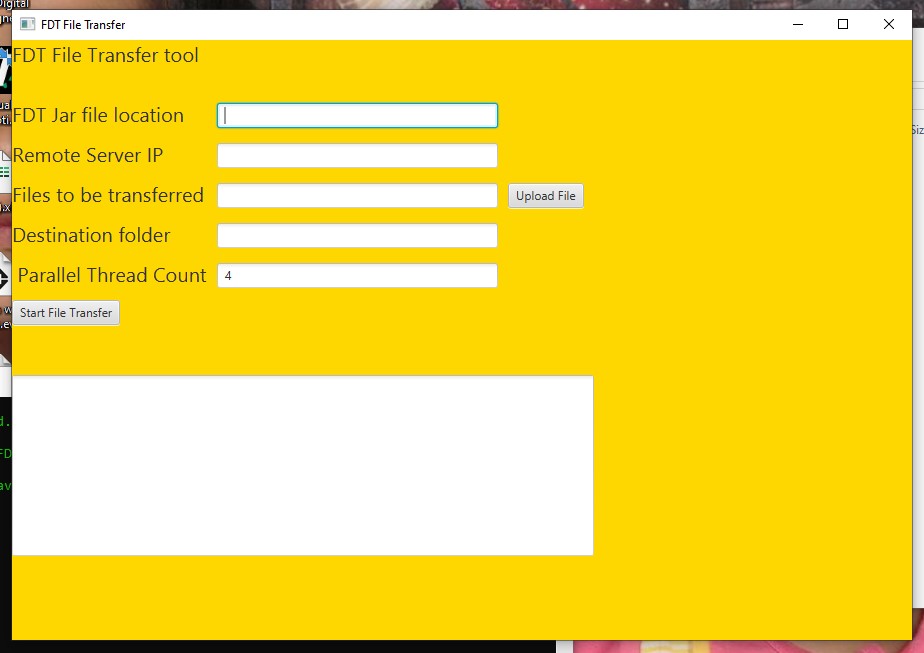 FDT File Transfer
FDT File Transfer tool
FDT Jar file location
Remote Server IP
Files to be transferred
Upload File
Destination folder
Parallel Thread Count
4
Start File Transfer